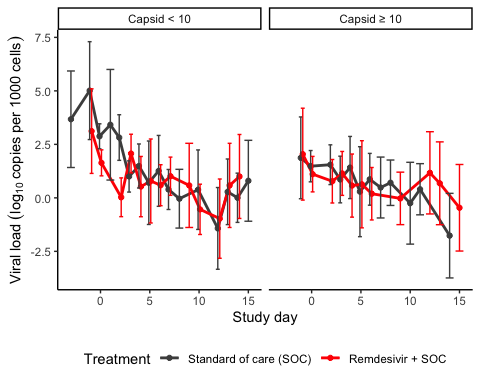 Capsid < 10 Capsid ≥ 10
Viral load (log₁₀ copies per 1000 cells)
7.5
5.0
2.5
0.0
-2.5
0 5 10 15 0 5 10 15
Study day
Treatment Standard of care (SOC) Remdesivir + SOC